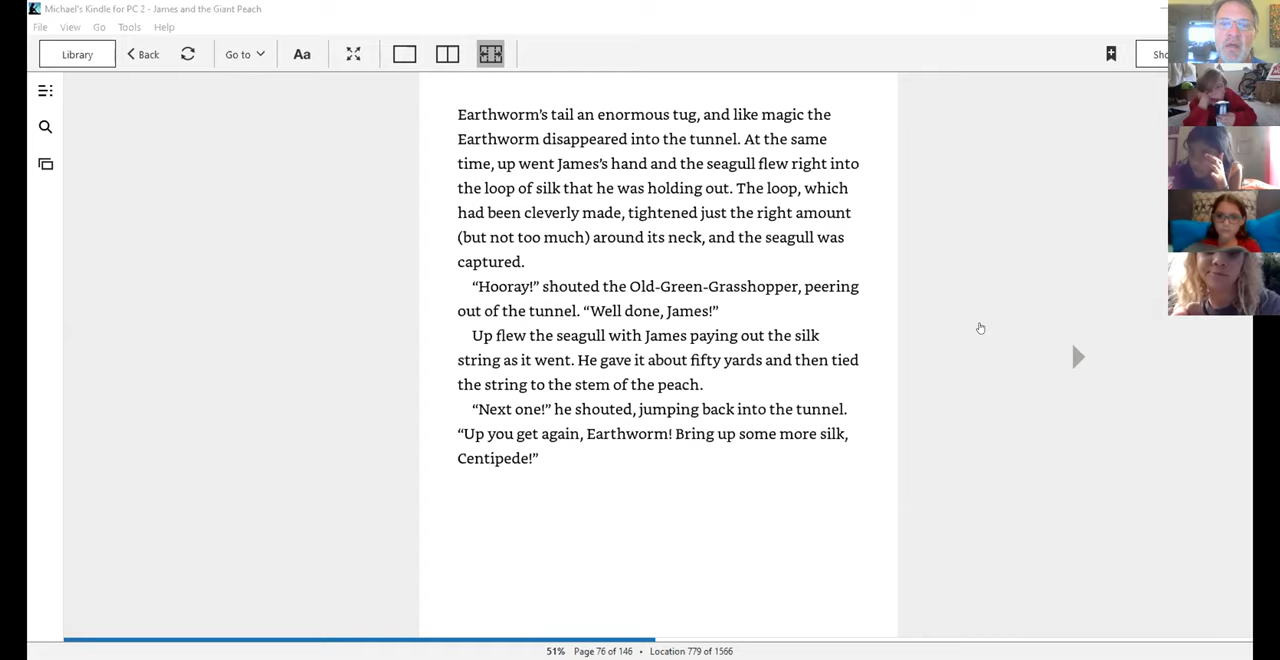 Michael's Kindle for PC 2 - James and the Giant Peach
File View Go Tools Help
Library Back Go to Aa
Earthworm’s tail an enormous tug, and like magic the
Earthworm disappeared into the tunnel. At the same
time, up went James’s hand and the seagull flew right into
the loop of silk that he was holding out. The loop, which
had been cleverly made, tightened just the right amount
(but not too much) around its neck, and the seagull was
captured.
“Hooray!” shouted the Old-Green-Grasshopper, peering
out of the tunnel. “Well done, James!”
Up flew the seagull with James paying out the silk
string as it went. He gave it about fifty yards and then tied
the string to the stem of the peach.
“Next one!” he shouted, jumping back into the tunnel.
“Up you get again, Earthworm! Bring up some more silk,
Centipede!”
51% Page 76 of 146 • Location 779 of 1566